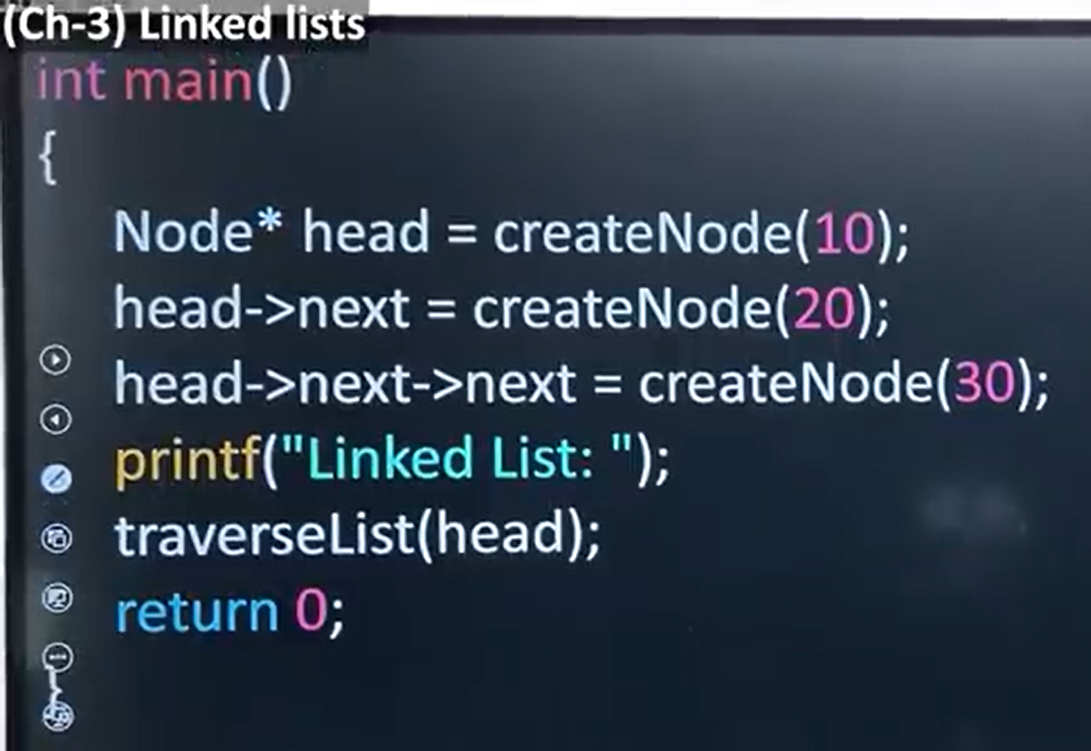 (Ch-3) Linked lists
int main()
{
Node* head = createNode(10);
head->next = createNode(20);
head->next->next = createNode(30);
printf("Linked List: ");
traverseList(head);
return 0;
}